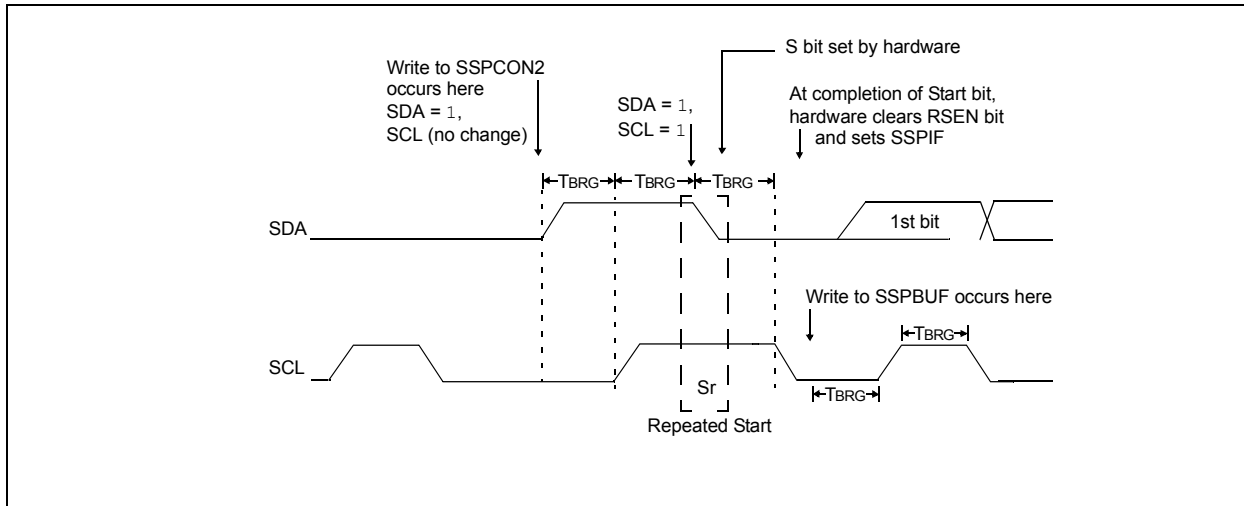 S bit set by hardware
Write to SSPCON2
occurs here
SDA = 1,
SCL (no change)
SDA = 1,
SCL = 1
At completion of Start bit,
hardware clears RSEN bit
and sets SSPIF
TBRG TBRG TBRG
SDA
1st bit
Write to SSPBUF occurs here
TBRG
SCL
Sr
TBRG
Repeated Start